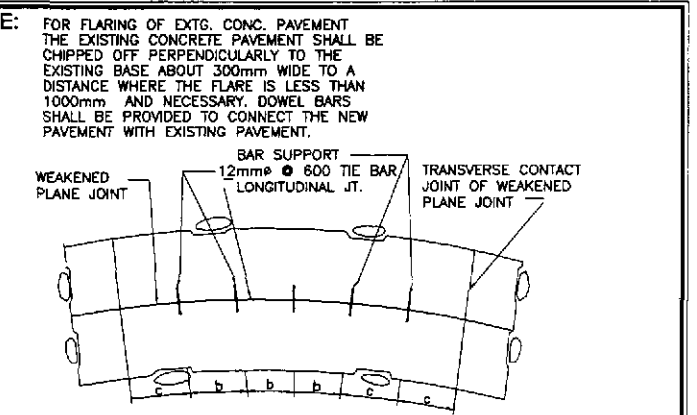 E: FOR FLARING OF EXTG. CONC. PAVEMENT
THE EXISTING CONCRETE PAVEMENT SHALL BE
CHIPPED OFF PERPENDICULARLY TO THE
EXISTING BASE ABOUT 300mm WIDE TO A
DISTANCE WHERE THE FLARE IS LESS THAN
1000mm AND NECESSARY. DOWEL BARS
SHALL BE PROVIDED TO CONNECT THE NEW
PAVEMENT WITH EXISTING PAVEMENT.
BAR SUPPORT
12mmø @ 600 TIE BAR
LONGITUDINAL JT.
WEAKENED
PLANE JOINT
TRANSVERSE CONTACT
JOINT OF WEAKENED
PLANE JOINT
c b b b c c